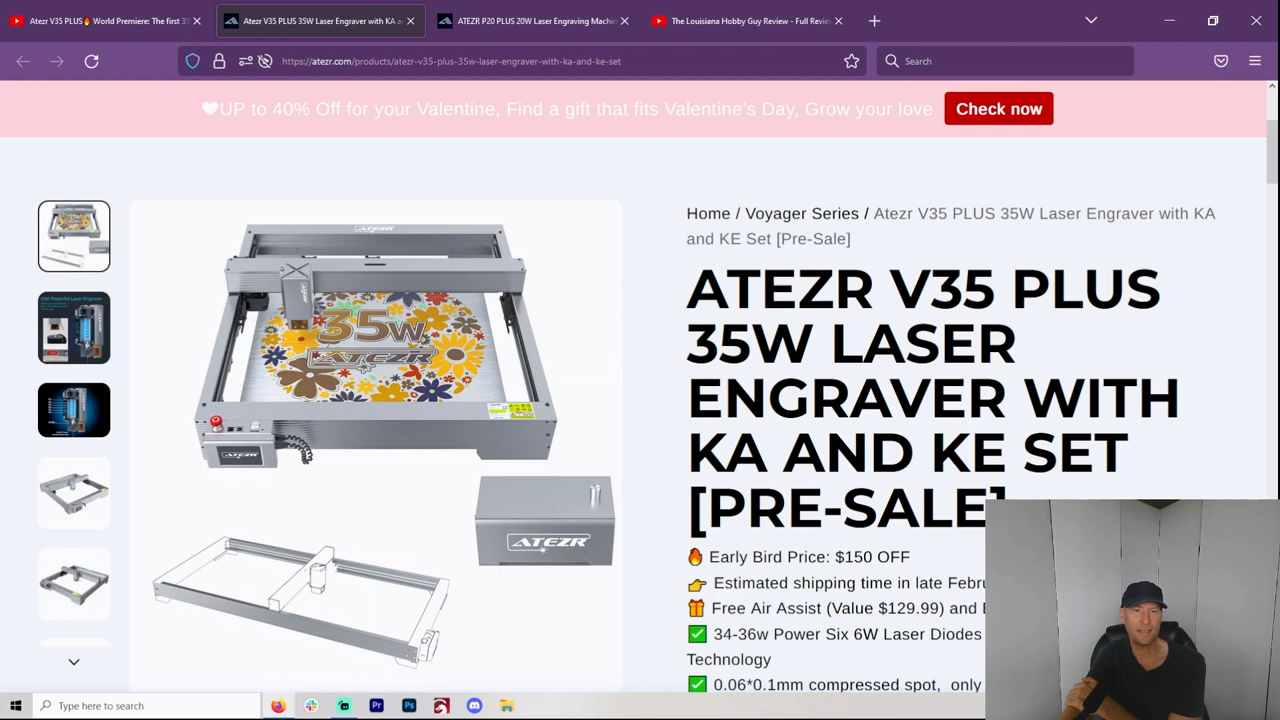 Atezr V35 PLUS🔥 World Premiere: The first 35
Atezr V35 PLUS 35W Laser Engraver with KA an
ATEZR P20 PLUS 20W Laser Engraving Machin
The Louisiana Hobby Guy Review - Full Revie
https://atezr.com/products/atezr-v35-plus-35w-laser-engraver-with-ka-and-ke-set
Search
UP to 40% Off for your Valentine, Find a gift that fits Valentine's Day, Grow your love
Check now
Home / Voyager Series / Atezr V35 PLUS 35W Laser Engraver with KA
and KE Set [Pre-Sale]
ATEZR V35 PLUS
35W LASER
ENGRAVER WITH
KA AND KE SET
[PRE-SALE]
🔥 Early Bird Price: $150 OFF
👉 Estimated shipping time in late Febru
🎁 Free Air Assist (Value $129.99) and E
✅ 34-36w Power Six 6W Laser Diodes
Technology
✅ 0.06*0.1mm compressed spot, only
ATEZR
35W
ATEZR
ATEZR
ATEZR
Type here to search